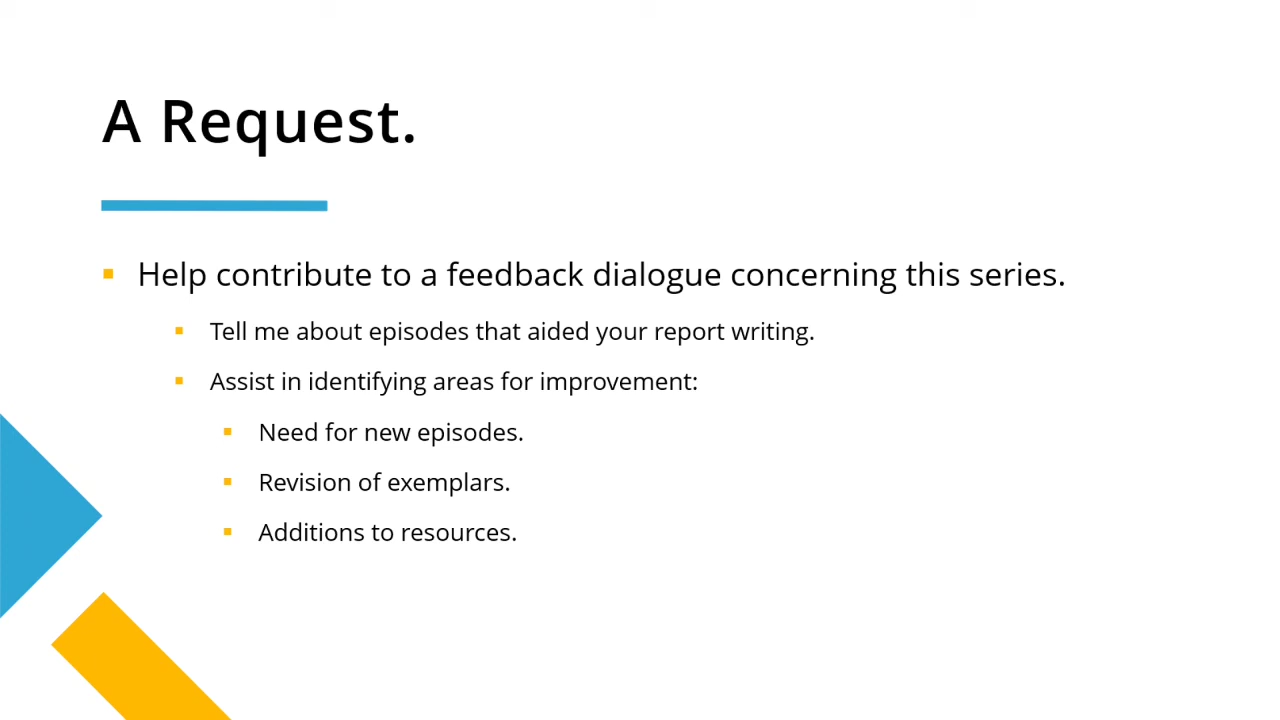 A Request.
Help contribute to a feedback dialogue concerning this series.
Tell me about episodes that aided your report writing.
Assist in identifying areas for improvement:
Need for new episodes.
Revision of exemplars.
Additions to resources.